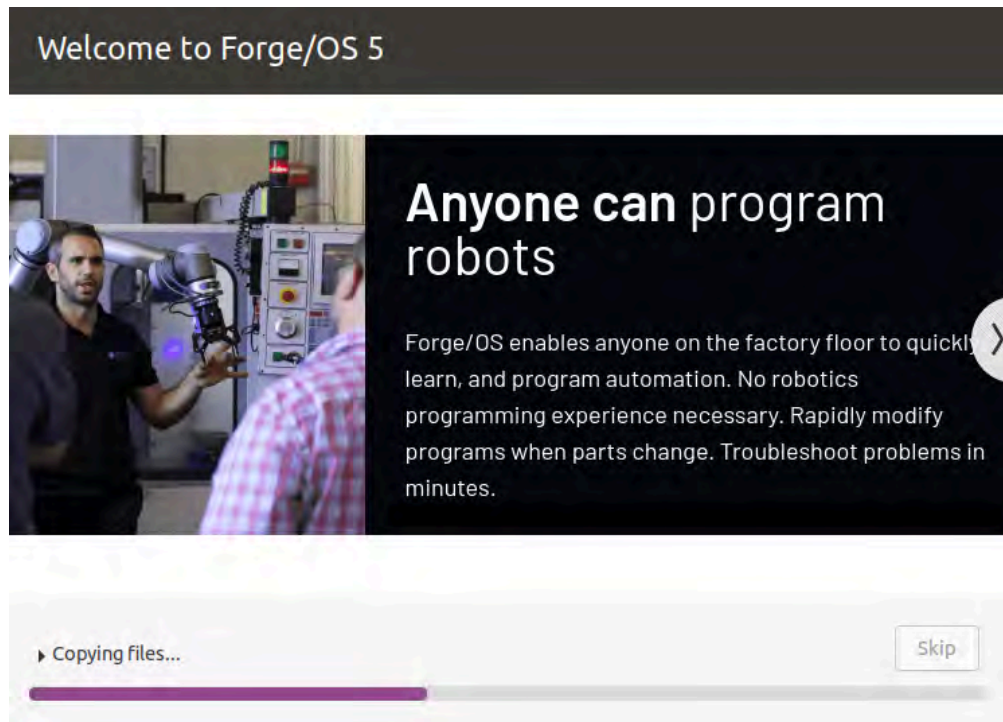 Welcome to Forge/OS 5
Anyone can program
robots
Forge/OS enables anyone on the factory floor to quickly
learn, and program automation. No robotics
programming experience necessary. Rapidly modify
programs when parts change. Troubleshoot problems in
minutes.
Copying files...
Skip